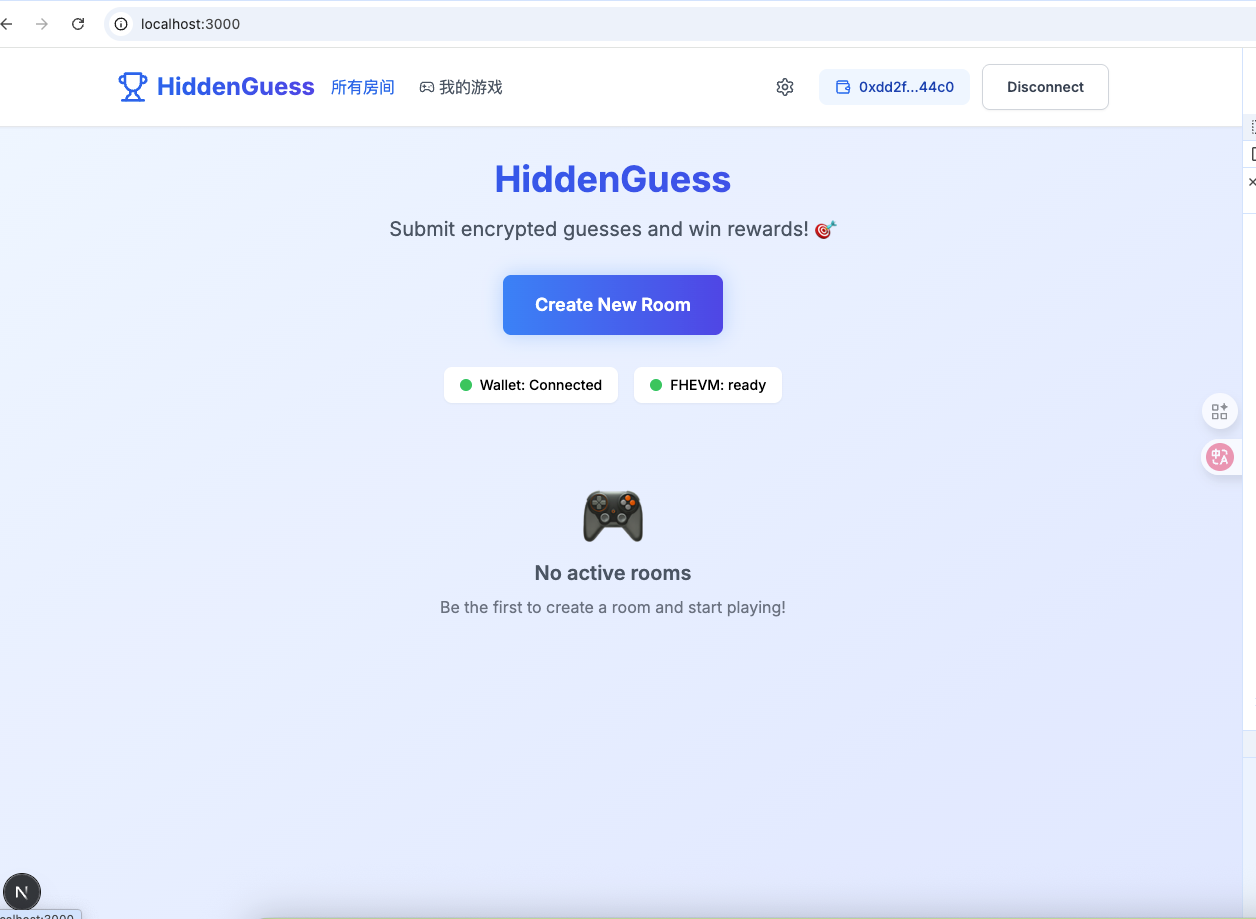 localhost:3000
HiddenGuess 所有房间 我的游戏 0xdd2f...44c0 Disconnect
HiddenGuess
Submit encrypted guesses and win rewards!
Create New Room
Wallet: Connected FHEVM: ready
中 A
No active rooms
Be the first to create a room and start playing!
N
calhost:3000